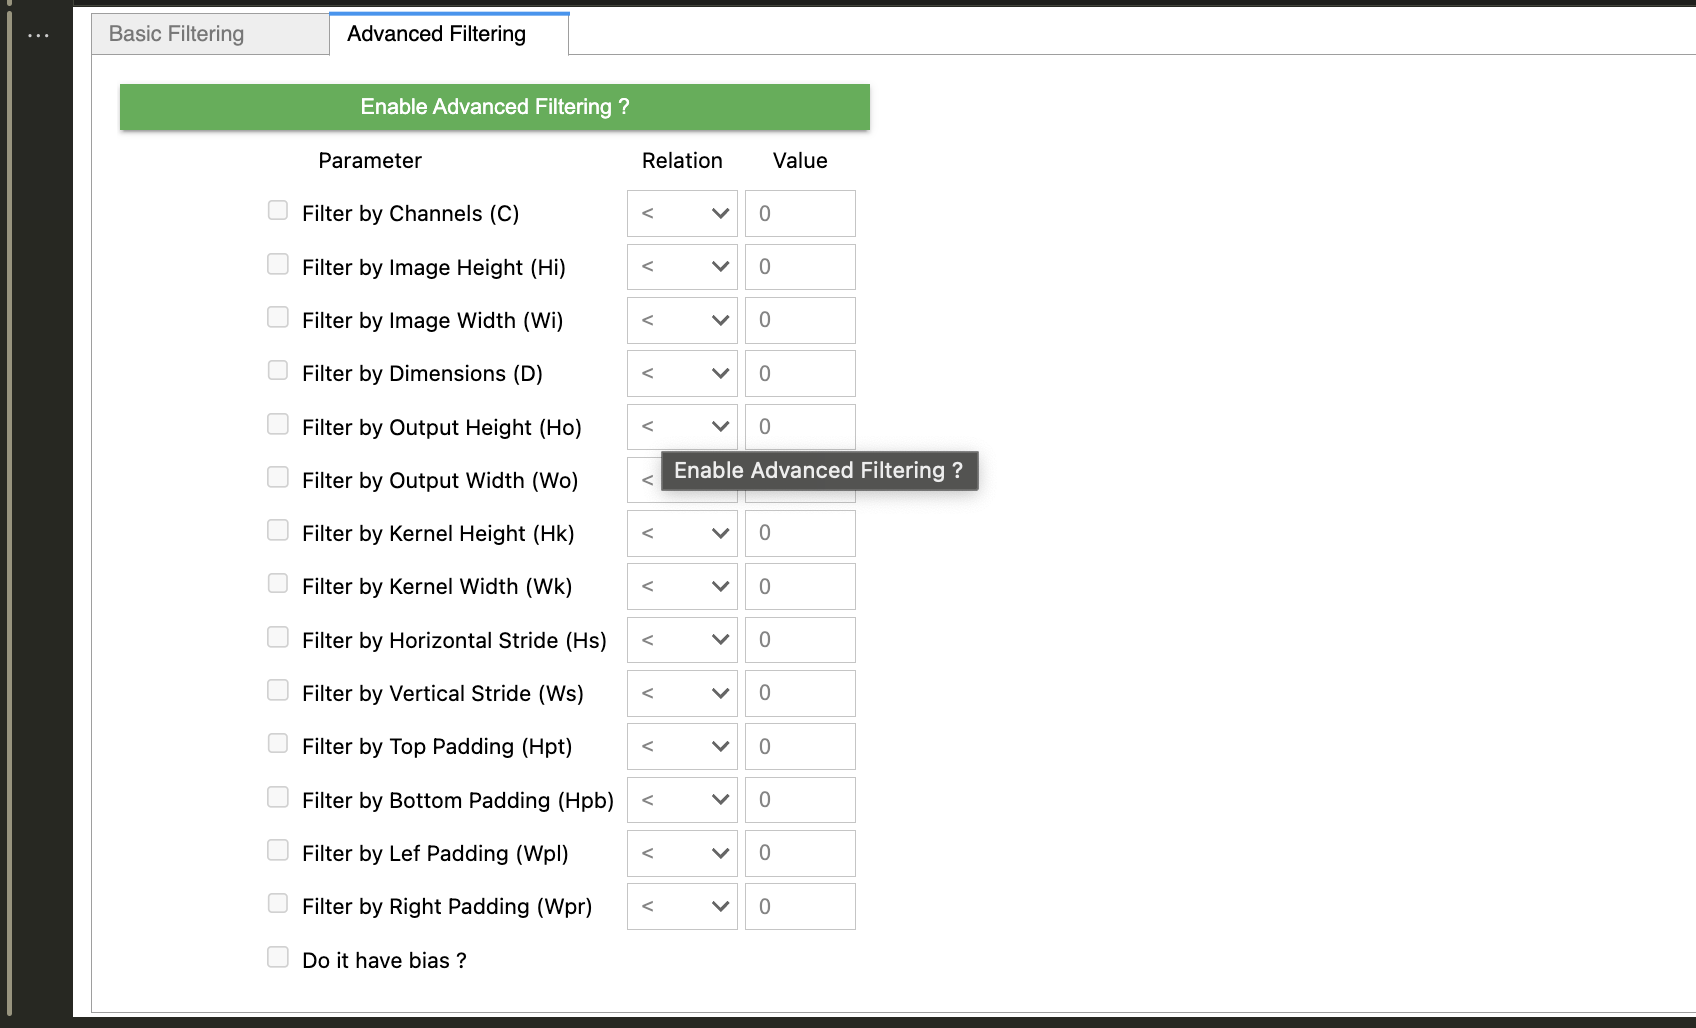 ...
Basic Filtering Advanced Filtering
Enable Advanced Filtering ?
Parameter Relation Value
Filter by Channels (C) < 0
Filter by Image Height (Hi) < 0
Filter by Image Width (Wi) < 0
Filter by Dimensions (D) < 0
Filter by Output Height (Ho) < 0
Enable Advanced Filtering ?
Filter by Output Width (Wo) <
Filter by Kernel Height (Hk) < 0
Filter by Kernel Width (Wk) < 0
Filter by Horizontal Stride (Hs) < 0
Filter by Vertical Stride (Ws) < 0
Filter by Top Padding (Hpt) < 0
Filter by Bottom Padding (Hpb) < 0
Filter by Lef Padding (Wpl) < 0
Filter by Right Padding (Wpr) < 0
Do it have bias ?